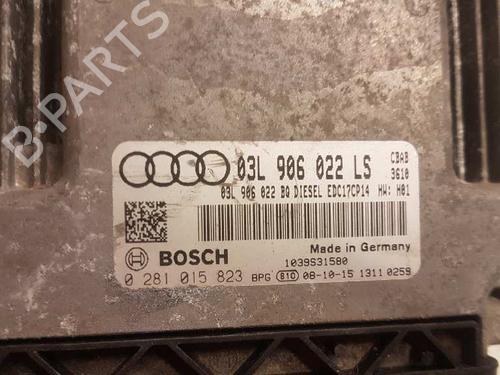 B-PARTS
03L 906 022 LS
CBAB
3610
03L 906 022 BQ DIESEL EDC17CP14 HW: H01
BOSCH
Made in Germany
1039S31580
0 281 015 823 BPG 810 08-10-15 1311 0259